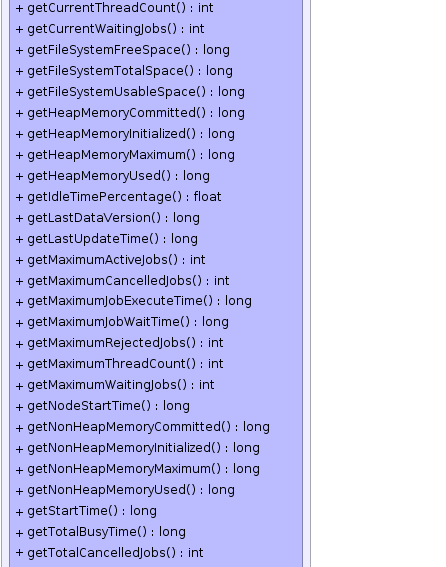 + getCurrentThreadCount() : int
+ getCurrentWaitingJobs() : int
+ getFileSystemFreeSpace() : long
+ getFileSystemTotalSpace() : long
+ getFileSystemUsableSpace() : long
+ getHeapMemoryCommitted() : long
+ getHeapMemoryInitialized() : long
+ getHeapMemoryMaximum() : long
+ getHeapMemoryUsed() : long
+ getIdleTimePercentage() : float
+ getLastDataVersion() : long
+ getLastUpdateTime() : long
+ getMaximumActiveJobs() : int
+ getMaximumCancelledJobs() : int
+ getMaximumJobExecuteTime() : long
+ getMaximumJobWaitTime() : long
+ getMaximumRejectedJobs() : int
+ getMaximumThreadCount() : int
+ getMaximumWaitingJobs() : int
+ getNodeStartTime() : long
+ getNonHeapMemoryCommitted() : long
+ getNonHeapMemoryInitialized() : long
+ getNonHeapMemoryMaximum() : long
+ getNonHeapMemoryUsed() : long
+ getStartTime() : long
+ getTotalBusyTime() : long
+ getTotalCancelledJobs() : int